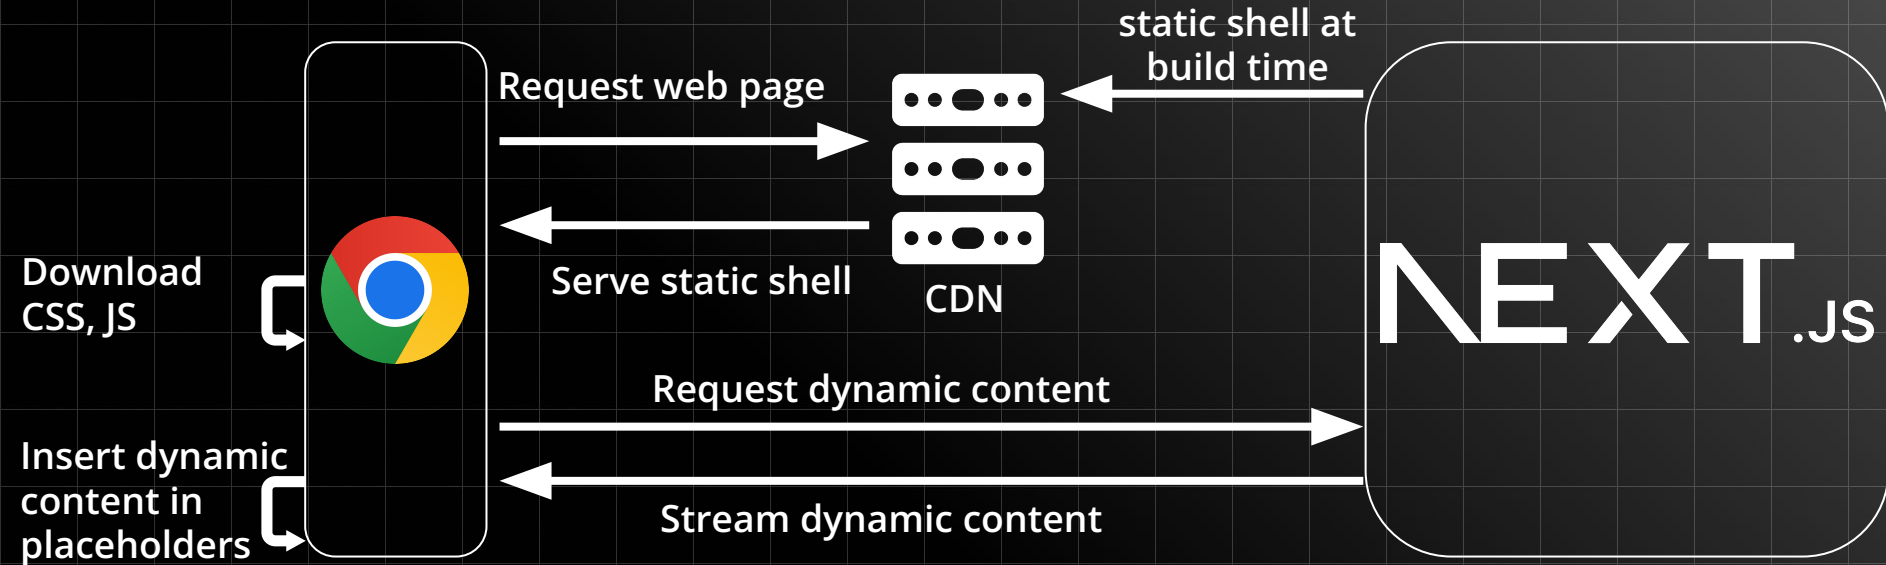 static shell at
build time
Request web page
Serve static shell
CDN
Download
CSS, JS
NEXT.JS
Request dynamic content
Insert dynamic
content in
placeholders
Stream dynamic content